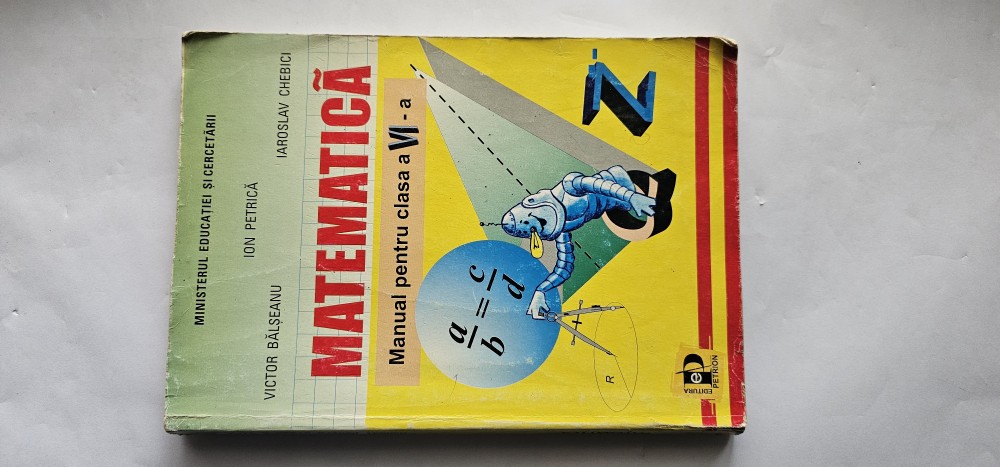 MINISTERUL EDUCAȚIEI ȘI CERCETĂRII
VICTOR BĂLȘEANU
ION PETRICĂ
IAROSLAV CHEBICI
MATEMATICĂ
Manual pentru clasa a VI - a
a/b = c/d
Z
R
EDITURA
PETRION